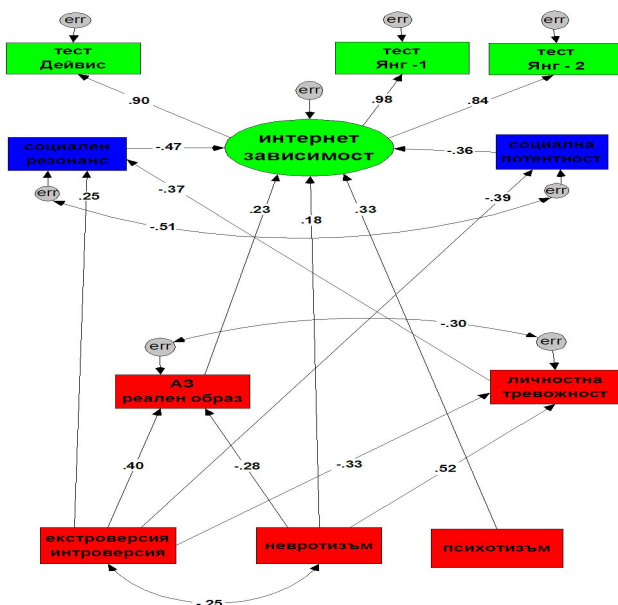 err
err
err
тест
Дейвис
тест
Янг -1
тест
Янг - 2
err
.90
.98
.84
социален
резонанс
-.47
интернет
зависимост
-.36
социална
потентност
err
err
.25
-.37
-.39
.23
.18
.33
-.51
-.30
err
err
АЗ
реален образ
личностна
тревожност
.40
-.28
-.33
.52
екстроверсия
интроверсия
невротизъм
психотизъм
-.25